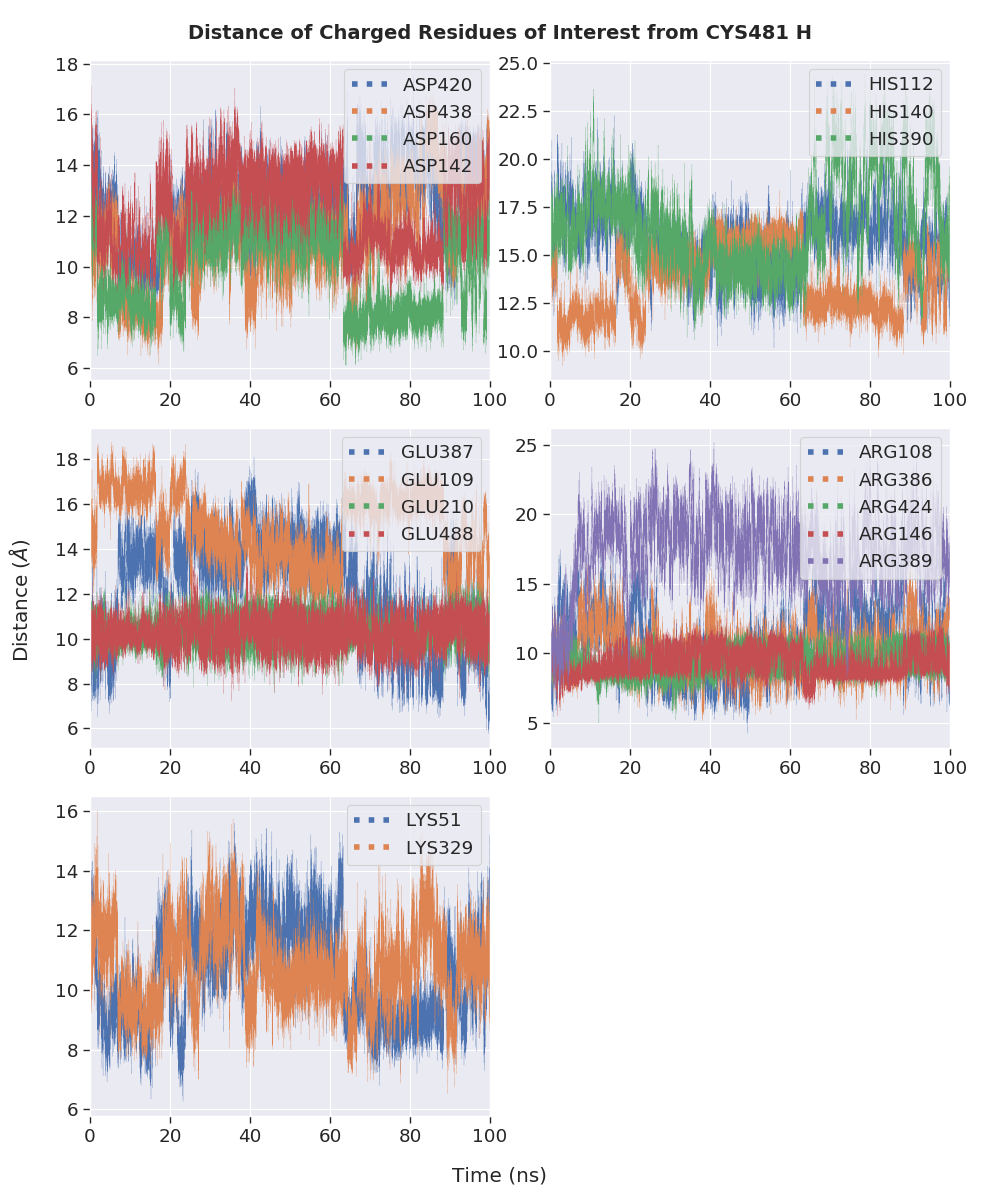 Distance of Charged Residues of Interest from CYS481 H
18
16
14
12
10
8
6
0 20 40 60 80 100
ASP420
ASP438
ASP160
ASP142
25.0
22.5
20.0
17.5
15.0
12.5
10.0
0 20 40 60 80 100
HIS112
HIS140
HIS390
Distance (Å)
18
16
14
12
10
8
6
0 20 40 60 80 100
GLU387
GLU109
GLU210
GLU488
25
20
15
10
5
0 20 40 60 80 100
ARG108
ARG386
ARG424
ARG146
ARG389
16
14
12
10
8
6
0 20 40 60 80 100
LYS51
LYS329
Time (ns)